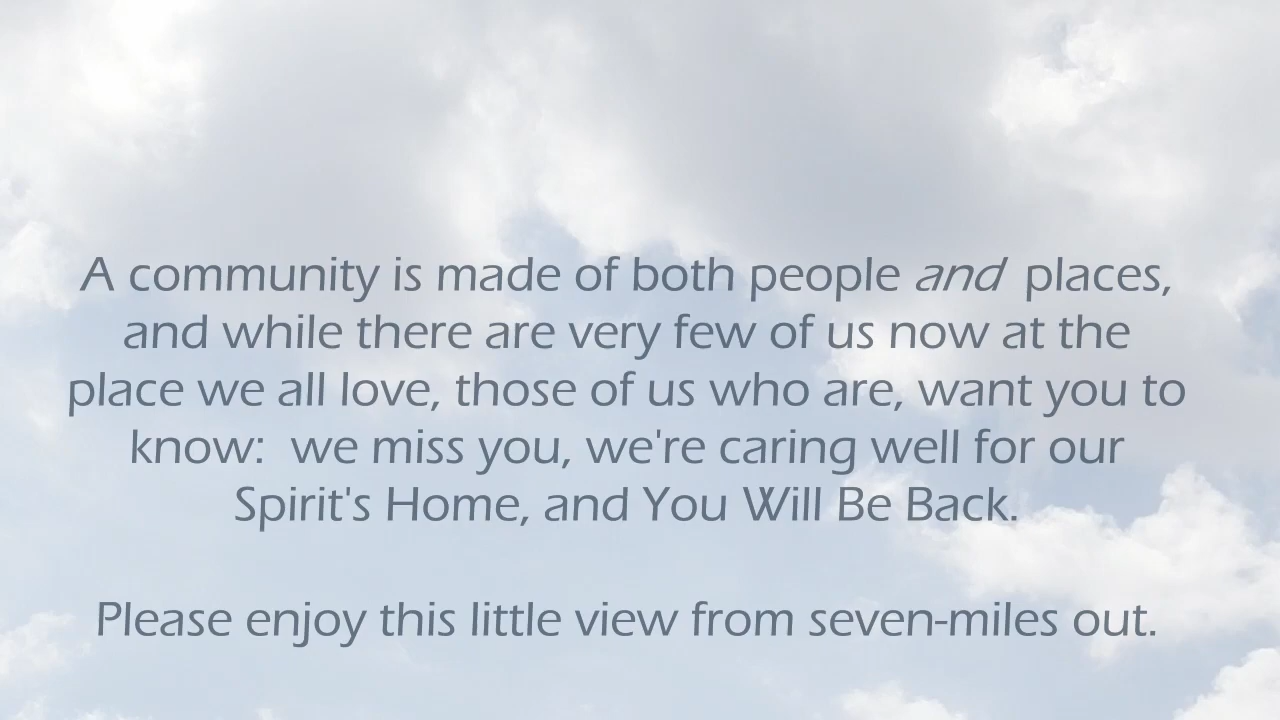 A community is made of both people and places,
and while there are very few of us now at the
place we all love, those of us who are, want you to
know:  we miss you, we're caring well for our
Spirit's Home, and You Will Be Back.
Please enjoy this little view from seven-miles out.